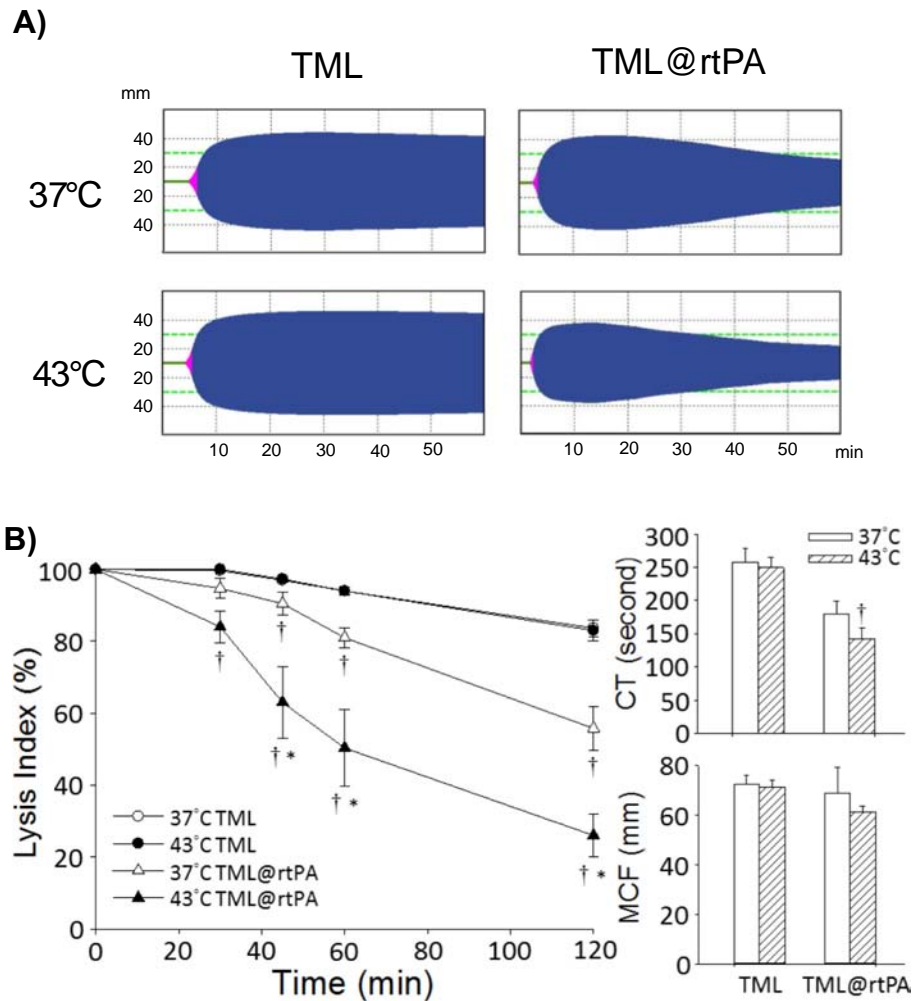 A)
TML TML@rtPA
mm
40
20
20
40
37°C
40
20
20
40
43°C
10 20 30 40 50 10 20 30 40 50 min
B)
Lysis Index (%)
100
80
60
40
20
0
† † †
†
† * † *
† *
37°C TML
43°C TML
37°C TML@rtPA
43°C TML@rtPA
0 20 40 60 80 100 120
Time (min)
37°C
43°C
CT (second)
300
250
200
150
100
50
0
†
MCF (mm)
80
60
40
20
0
TML TML@rtPA